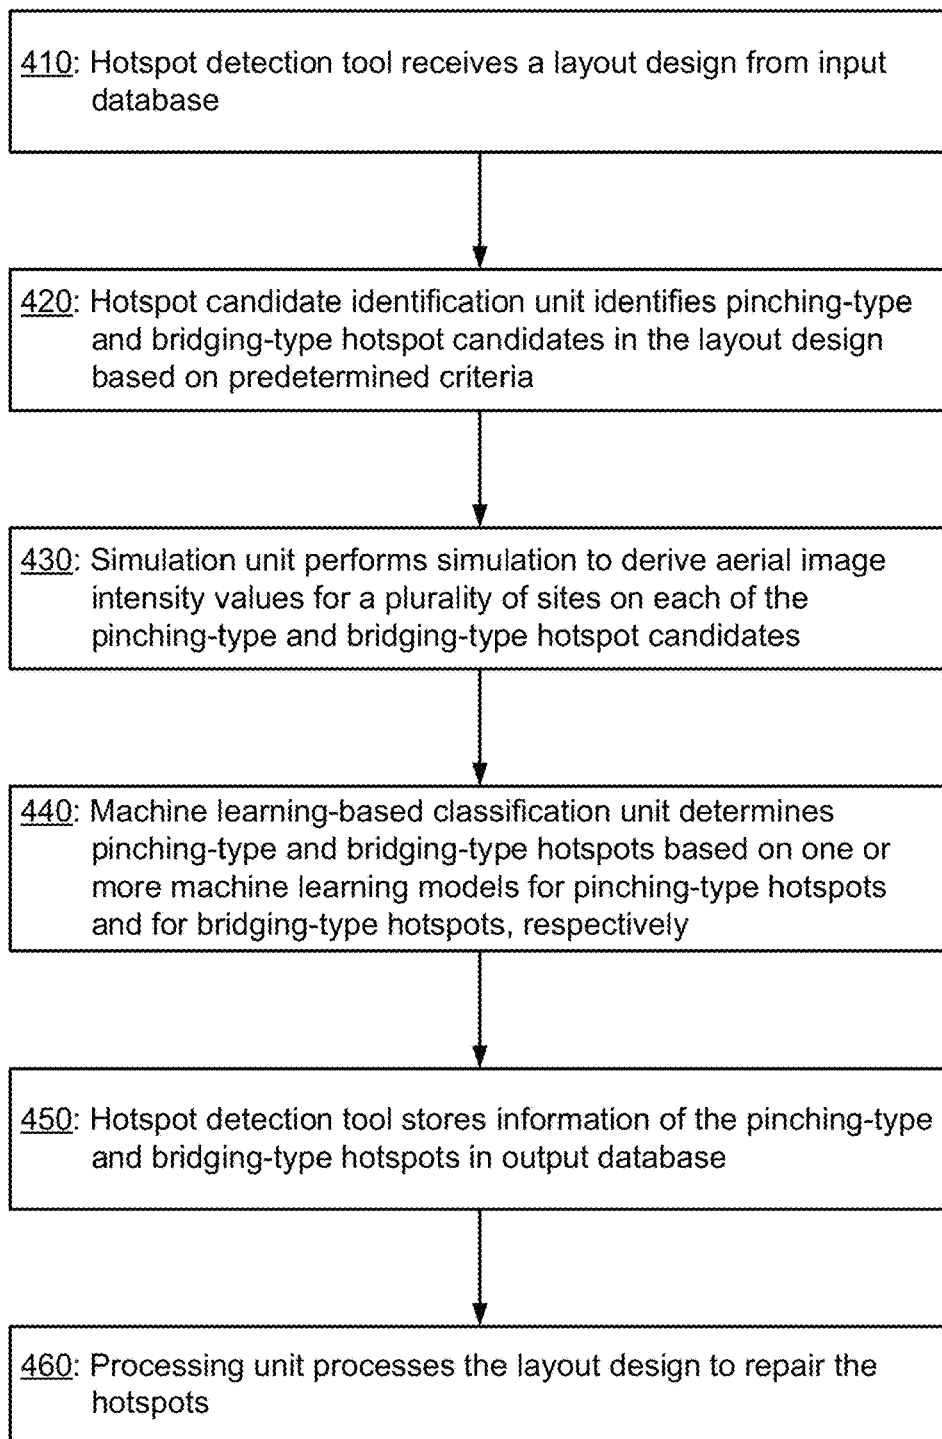 410: Hotspot detection tool receives a layout design from input
database
420: Hotspot candidate identification unit identifies pinching-type
and bridging-type hotspot candidates in the layout design
based on predetermined criteria
430: Simulation unit performs simulation to derive aerial image
intensity values for a plurality of sites on each of the
pinching-type and bridging-type hotspot candidates
440: Machine learning-based classification unit determines
pinching-type and bridging-type hotspots based on one or
more machine learning models for pinching-type hotspots
and for bridging-type hotspots, respectively
450: Hotspot detection tool stores information of the pinching-type
and bridging-type hotspots in output database
460: Processing unit processes the layout design to repair the
hotspots